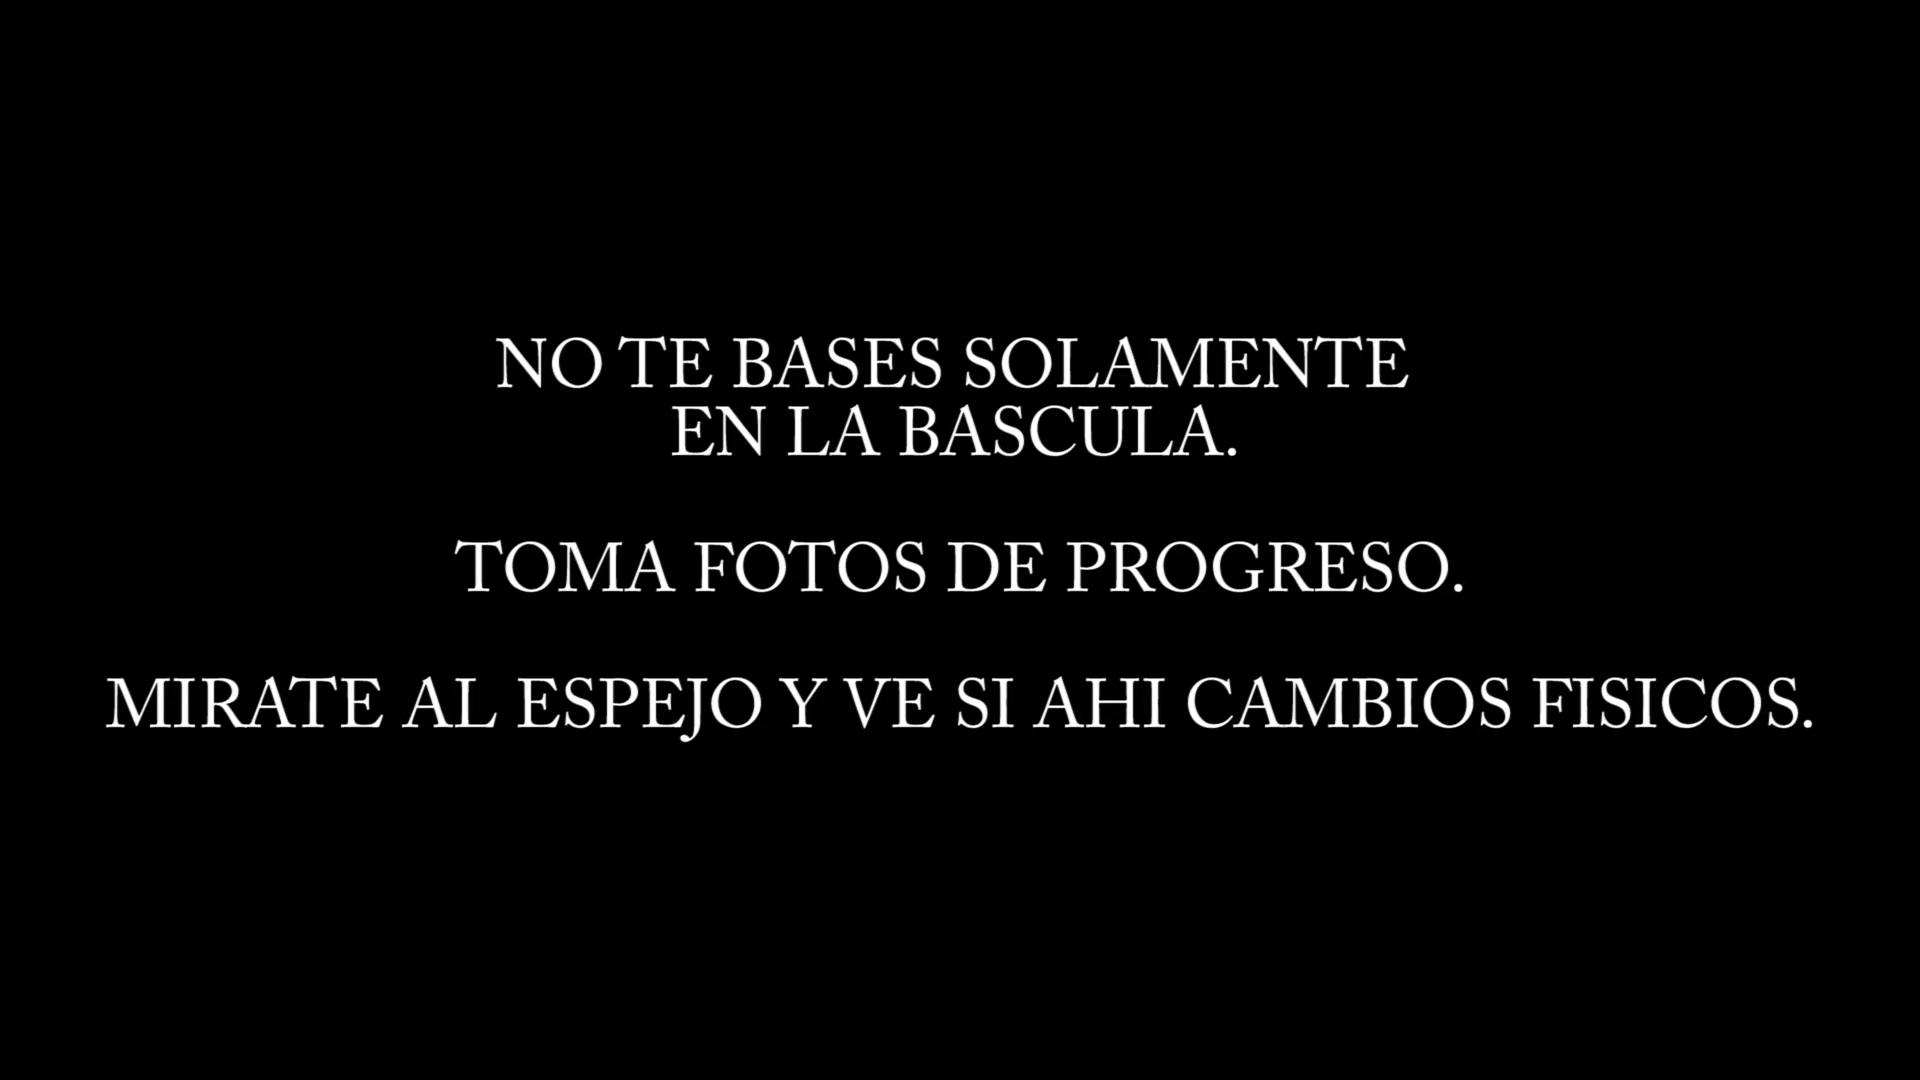 NO TE BASES SOLAMENTE
EN LA BASCULA.
TOMA FOTOS DE PROGRESO.
MIRATE AL ESPEJO Y VE SI AHI CAMBIOS FISICOS.